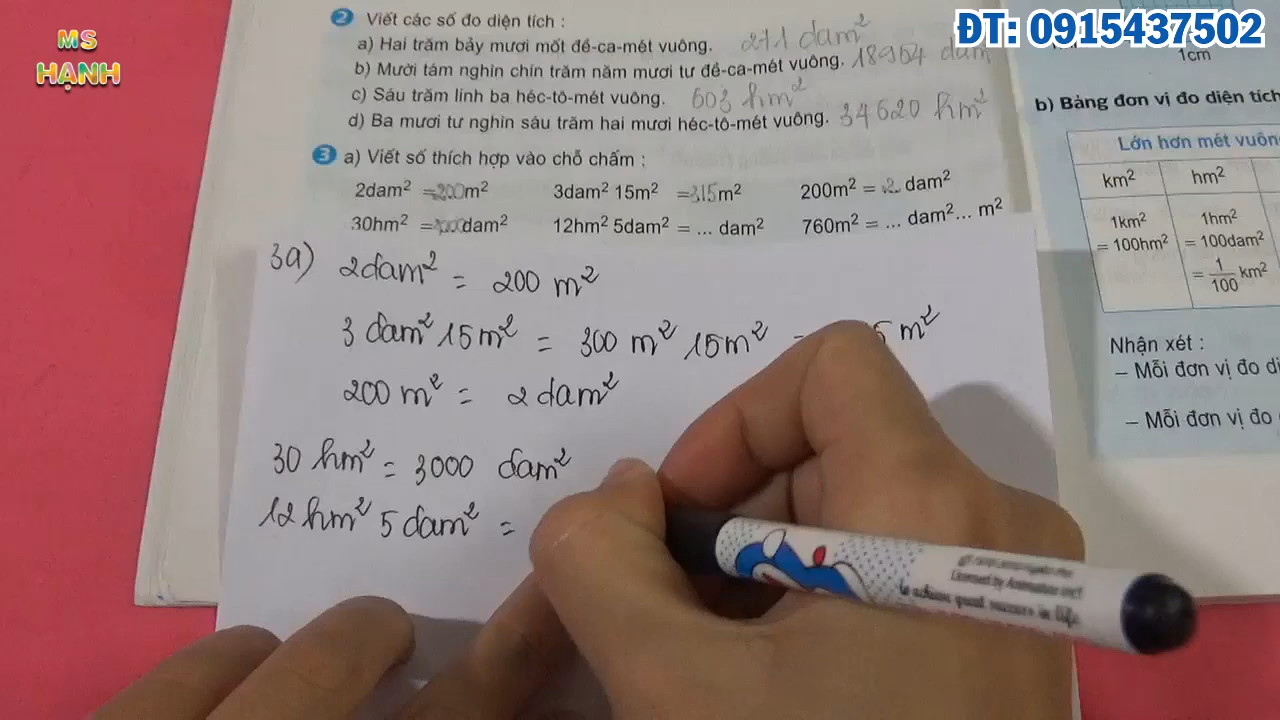 MS
HẠNH
ĐT: 0915437502
2 Viết các số đo diện tích :
a) Hai trăm bảy mươi mốt đề-ca-mét vuông. 271 dam²
b) Mười tám nghìn chín trăm năm mươi tư đề-ca-mét vuông. 18954 dam
c) Sáu trăm linh ba héc-tô-mét vuông. 603 hm²
d) Ba mươi tư nghìn sáu trăm hai mươi héc-tô-mét vuông. 34620 hm²
3 a) Viết số thích hợp vào chỗ chấm :
2dam² =200m² 3dam² 15m² =315m² 200m² = 2 dam²
30hm² = dam² 12hm² 5dam² = ... dam² 760m² = ... dam²... m²
3a) 2dam² = 200 m²
3 dam² 15m² = 300 m² 15m² = 5 m²
200 m² = 2 dam²
30 hm² = 3000 dam²
12 hm² 5 dam² =
1cm
b) Bảng đơn vị đo diện tích
Lớn hơn mét vuôn
km² hm²
1km² 1hm²
= 100hm² = 100dam²
= 1/100 km²
Nhận xét :
– Mỗi đơn vị đo di
– Mỗi đơn vị đo